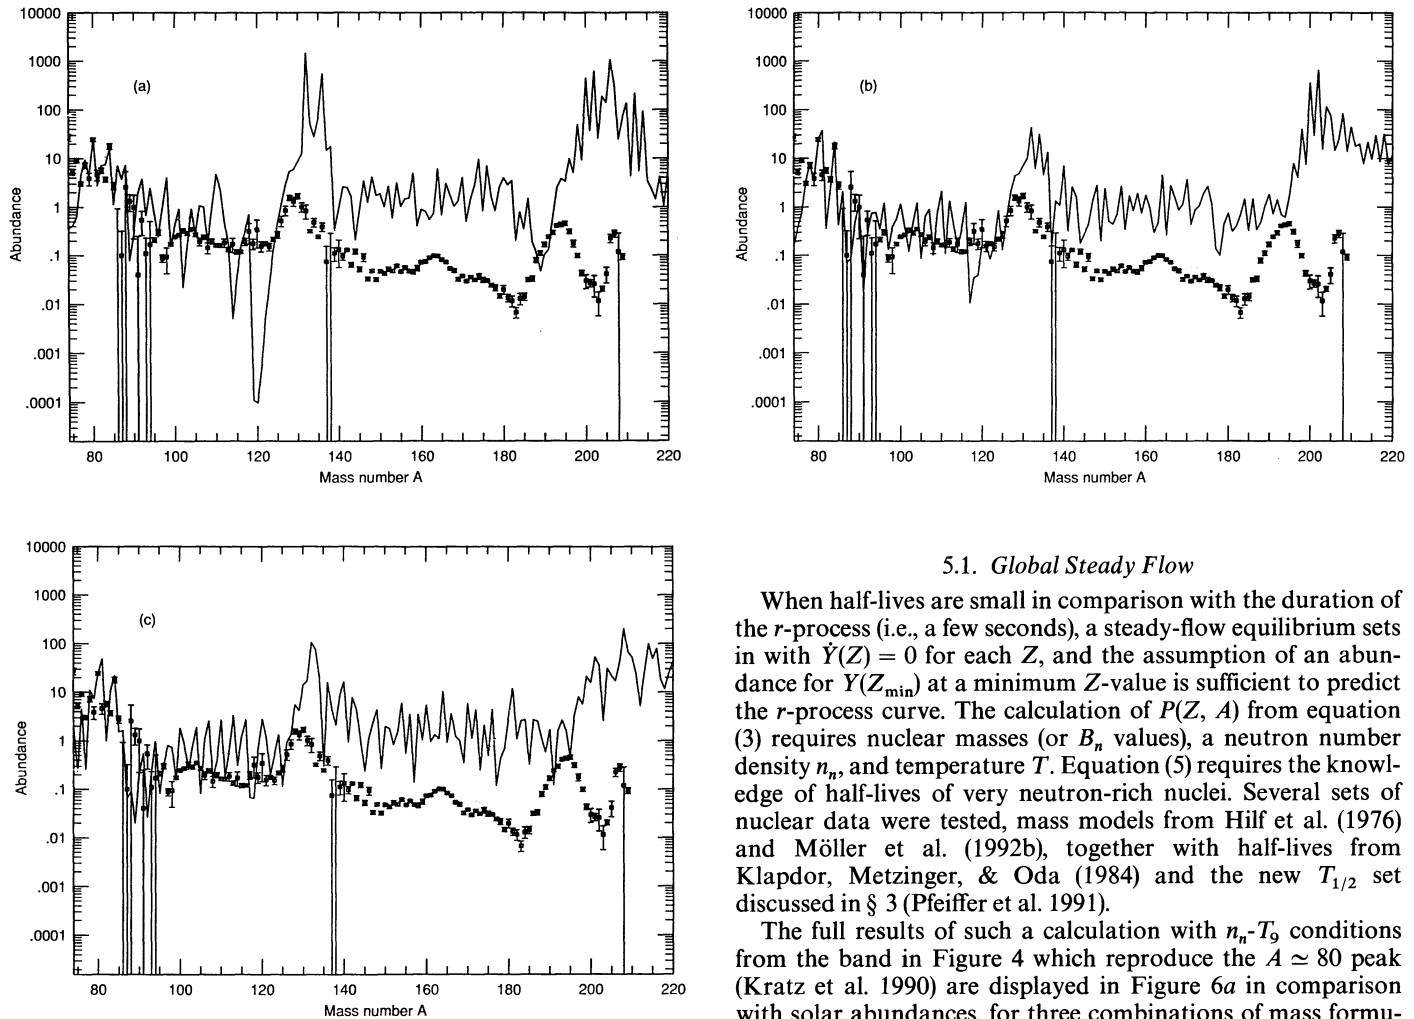 10000
1000
100
10
1
.1
.01
.001
.0001
Abundance
(a)
80 100 120 140 160 180 200 220
Mass number A
10000
1000
100
10
1
.1
.01
.001
.0001
Abundance
(b)
80 100 120 140 160 180 200 220
Mass number A
10000
1000
100
10
1
.1
.01
.001
.0001
Abundance
(c)
80 100 120 140 160 180 200 220
Mass number A
5.1. Global Steady Flow
When half-lives are small in comparison with the duration of
the r-process (i.e., a few seconds), a steady-flow equilibrium sets
in with Ẏ(Z) = 0 for each Z, and the assumption of an abun-
dance for Y(Zmin) at a minimum Z-value is sufficient to predict
the r-process curve. The calculation of P(Z, A) from equation
(3) requires nuclear masses (or Bn values), a neutron number
density nn, and temperature T. Equation (5) requires the knowl-
edge of half-lives of very neutron-rich nuclei. Several sets of
nuclear data were tested, mass models from Hilf et al. (1976)
and Möller et al. (1992b), together with half-lives from
Klapdor, Metzinger, & Oda (1984) and the new T1/2 set
discussed in § 3 (Pfeiffer et al. 1991).
The full results of such a calculation with nn-T9 conditions
from the band in Figure 4 which reproduce the A ≃ 80 peak
(Kratz et al. 1990) are displayed in Figure 6a in comparison
with solar abundances, for three combinations of mass formu-